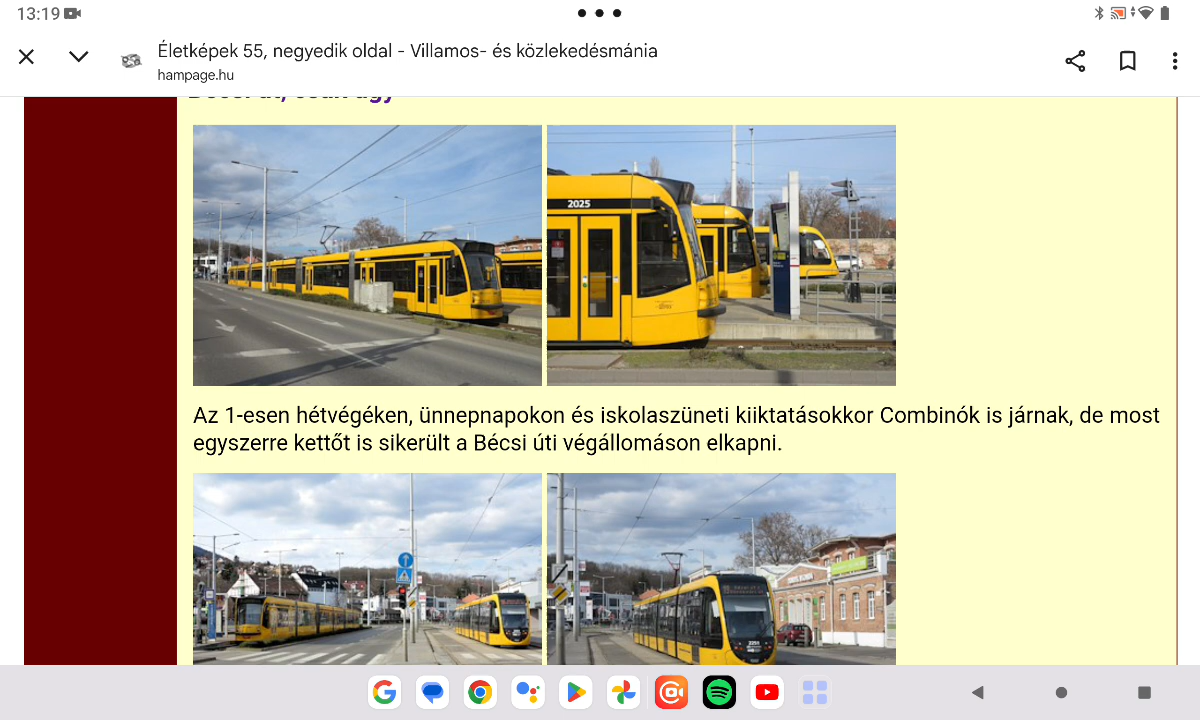 13:19
Életképek 55, negyedik oldal - Villamos- és közlekedésmánia
hampage.hu
2025
Az 1-esen hétvégéken, ünnepnapokon és iskolaszüneti kiiktatásokkor Combinók is járnak, de most
egyszerre kettőt is sikerült a Bécsi úti végállomáson elkapni.